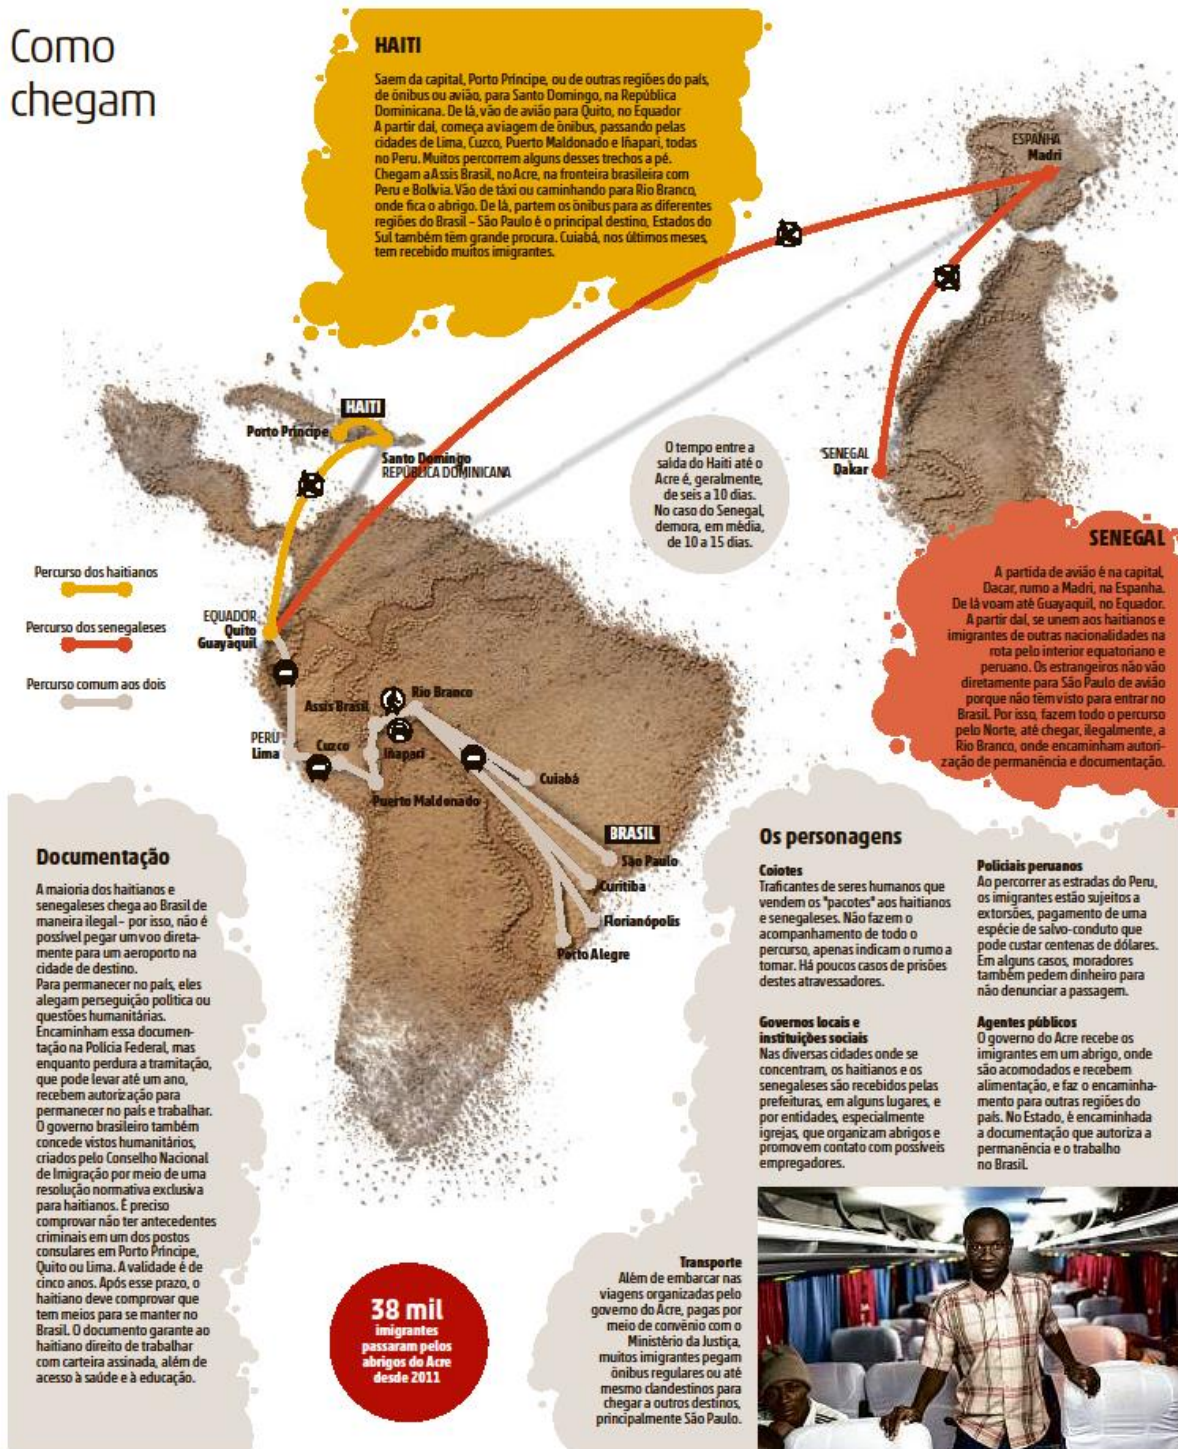 Como
chegam
HAITI
Saem da capital, Porto Príncipe, ou de outras regiões do país,
de ônibus ou avião, para Santo Domingo, na República
Dominicana. De lá, vão de avião para Quito, no Equador
A partir daí, começa a viagem de ônibus, passando pelas
cidades de Lima, Cuzco, Puerto Maldonado e Iñapari, todas
no Peru. Muitos percorrem alguns desses trechos a pé.
Chegam a Assis Brasil, no Acre, na fronteira brasileira com
Peru e Bolívia. Vão de táxi ou caminhando para Rio Branco,
onde fica o abrigo. De lá, partem os ônibus para as diferentes
regiões do Brasil – São Paulo é o principal destino, Estados do
Sul também têm grande procura. Cuiabá, nos últimos meses,
tem recebido muitos imigrantes.
ESPANHA
Madri
HAITI
Porto Príncipe
Santo Domingo
REPÚBLICA DOMINICANA
O tempo entre a
saída do Haiti até o
Acre é, geralmente,
de seis a 10 dias.
No caso do Senegal,
demora, em média,
de 10 a 15 dias.
SENEGAL
Dakar
SENEGAL
A partida de avião é na capital,
Dacar, rumo a Madri, na Espanha.
De lá voam até Guayaquil, no Equador.
A partir daí, se unem aos haitianos e
imigrantes de outras nacionalidades na
rota pelo interior equatoriano e
peruano. Os estrangeiros não vão
diretamente para São Paulo de avião
porque não têm visto para entrar no
Brasil. Por isso, fazem todo o percurso
pelo Norte, até chegar, ilegalmente, a
Rio Branco, onde encaminham autori-
zação de permanência e documentação.
Percurso dos haitianos
Percurso dos senegaleses
Percurso comum aos dois
EQUADOR
Quito
Guayaquil
Assis Brasil
Rio Branco
PERU
Lima
Cuzco
Iñapari
Puerto Maldonado
Cuiabá
BRASIL
São Paulo
Curitiba
Florianópolis
Porto Alegre
Documentação
A maioria dos haitianos e
senegaleses chega ao Brasil de
maneira ilegal – por isso, não é
possível pegar um voo direta-
mente para um aeroporto na
cidade de destino.
Para permanecer no país, eles
alegam perseguição política ou
questões humanitárias.
Encaminham essa documen-
tação na Polícia Federal, mas
enquanto perdura a tramitação,
que pode levar até um ano,
recebem autorização para
permanecer no país e trabalhar.
O governo brasileiro também
concede vistos humanitários,
criados pelo Conselho Nacional
de Imigração por meio de uma
resolução normativa exclusiva
para haitianos. É preciso
comprovar não ter antecedentes
criminais em um dos postos
consulares em Porto Príncipe,
Quito ou Lima. A validade é de
cinco anos. Após esse prazo, o
haitiano deve comprovar que
tem meios para se manter no
Brasil. O documento garante ao
haitiano direito de trabalhar
com carteira assinada, além de
acesso à saúde e à educação.
Os personagens
Coiotes
Traficantes de seres humanos que
vendem os "pacotes" aos haitianos
e senegaleses. Não fazem o
acompanhamento de todo o
percurso, apenas indicam o rumo a
tomar. Há poucos casos de prisões
destes atravessadores.
Governos locais e
instituições sociais
Nas diversas cidades onde se
concentram, os haitianos e os
senegaleses são recebidos pelas
prefeituras, em alguns lugares, e
por entidades, especialmente
igrejas, que organizam abrigos e
promovem contato com possíveis
empregadores.
Policiais peruanos
Ao percorrer as estradas do Peru,
os imigrantes estão sujeitos a
extorsões, pagamento de uma
espécie de salvo-conduto que
pode custar centenas de dólares.
Em alguns casos, moradores
também pedem dinheiro para
não denunciar a passagem.
Agentes públicos
O governo do Acre recebe os
imigrantes em um abrigo, onde
são acomodados e recebem
alimentação, e faz o encaminha-
mento para outras regiões do
país. No Estado, é encaminhada
a documentação que autoriza a
permanência e o trabalho
no Brasil.
38 mil
imigrantes
passaram pelos
abrigos do Acre
desde 2011
Transporte
Além de embarcar nas
viagens organizadas pelo
governo do Acre, pagas por
meio de convênio com o
Ministério da Justiça,
muitos imigrantes pegam
ônibus regulares ou até
mesmo clandestinos para
chegar a outros destinos,
principalmente São Paulo.